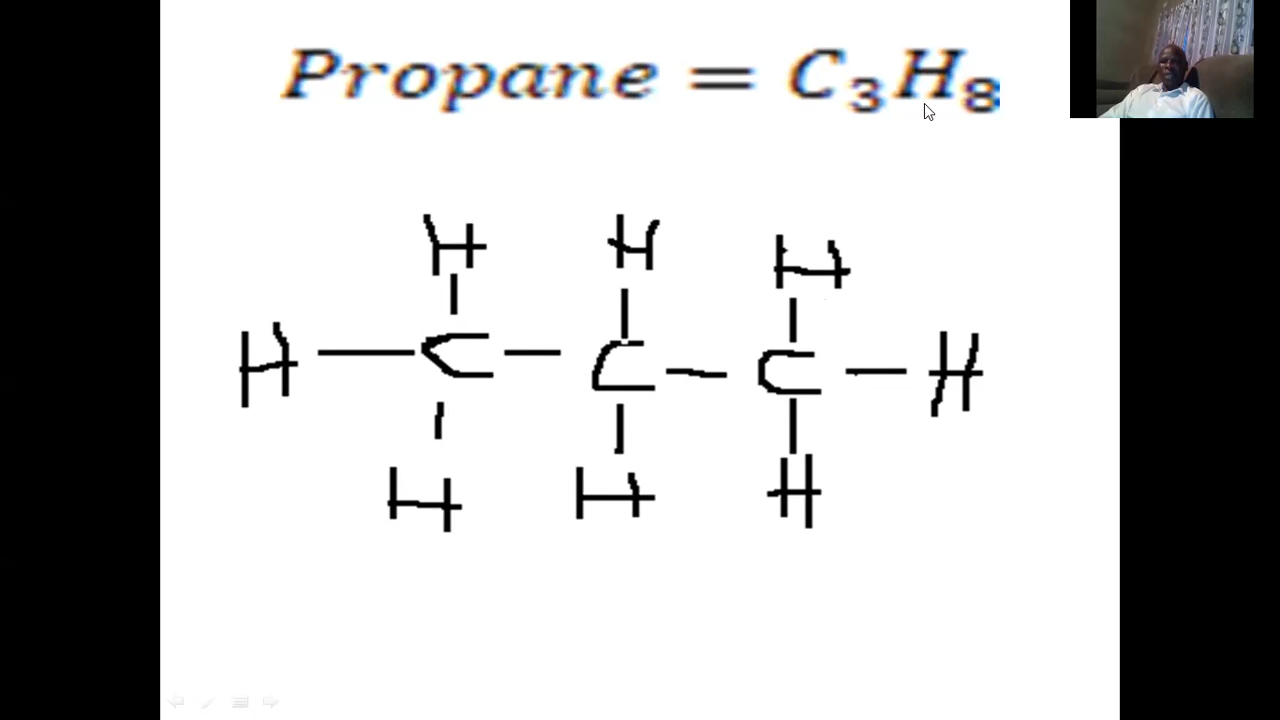 Propane = C₃H₈
H H H
H — C — C — C — H
H H H